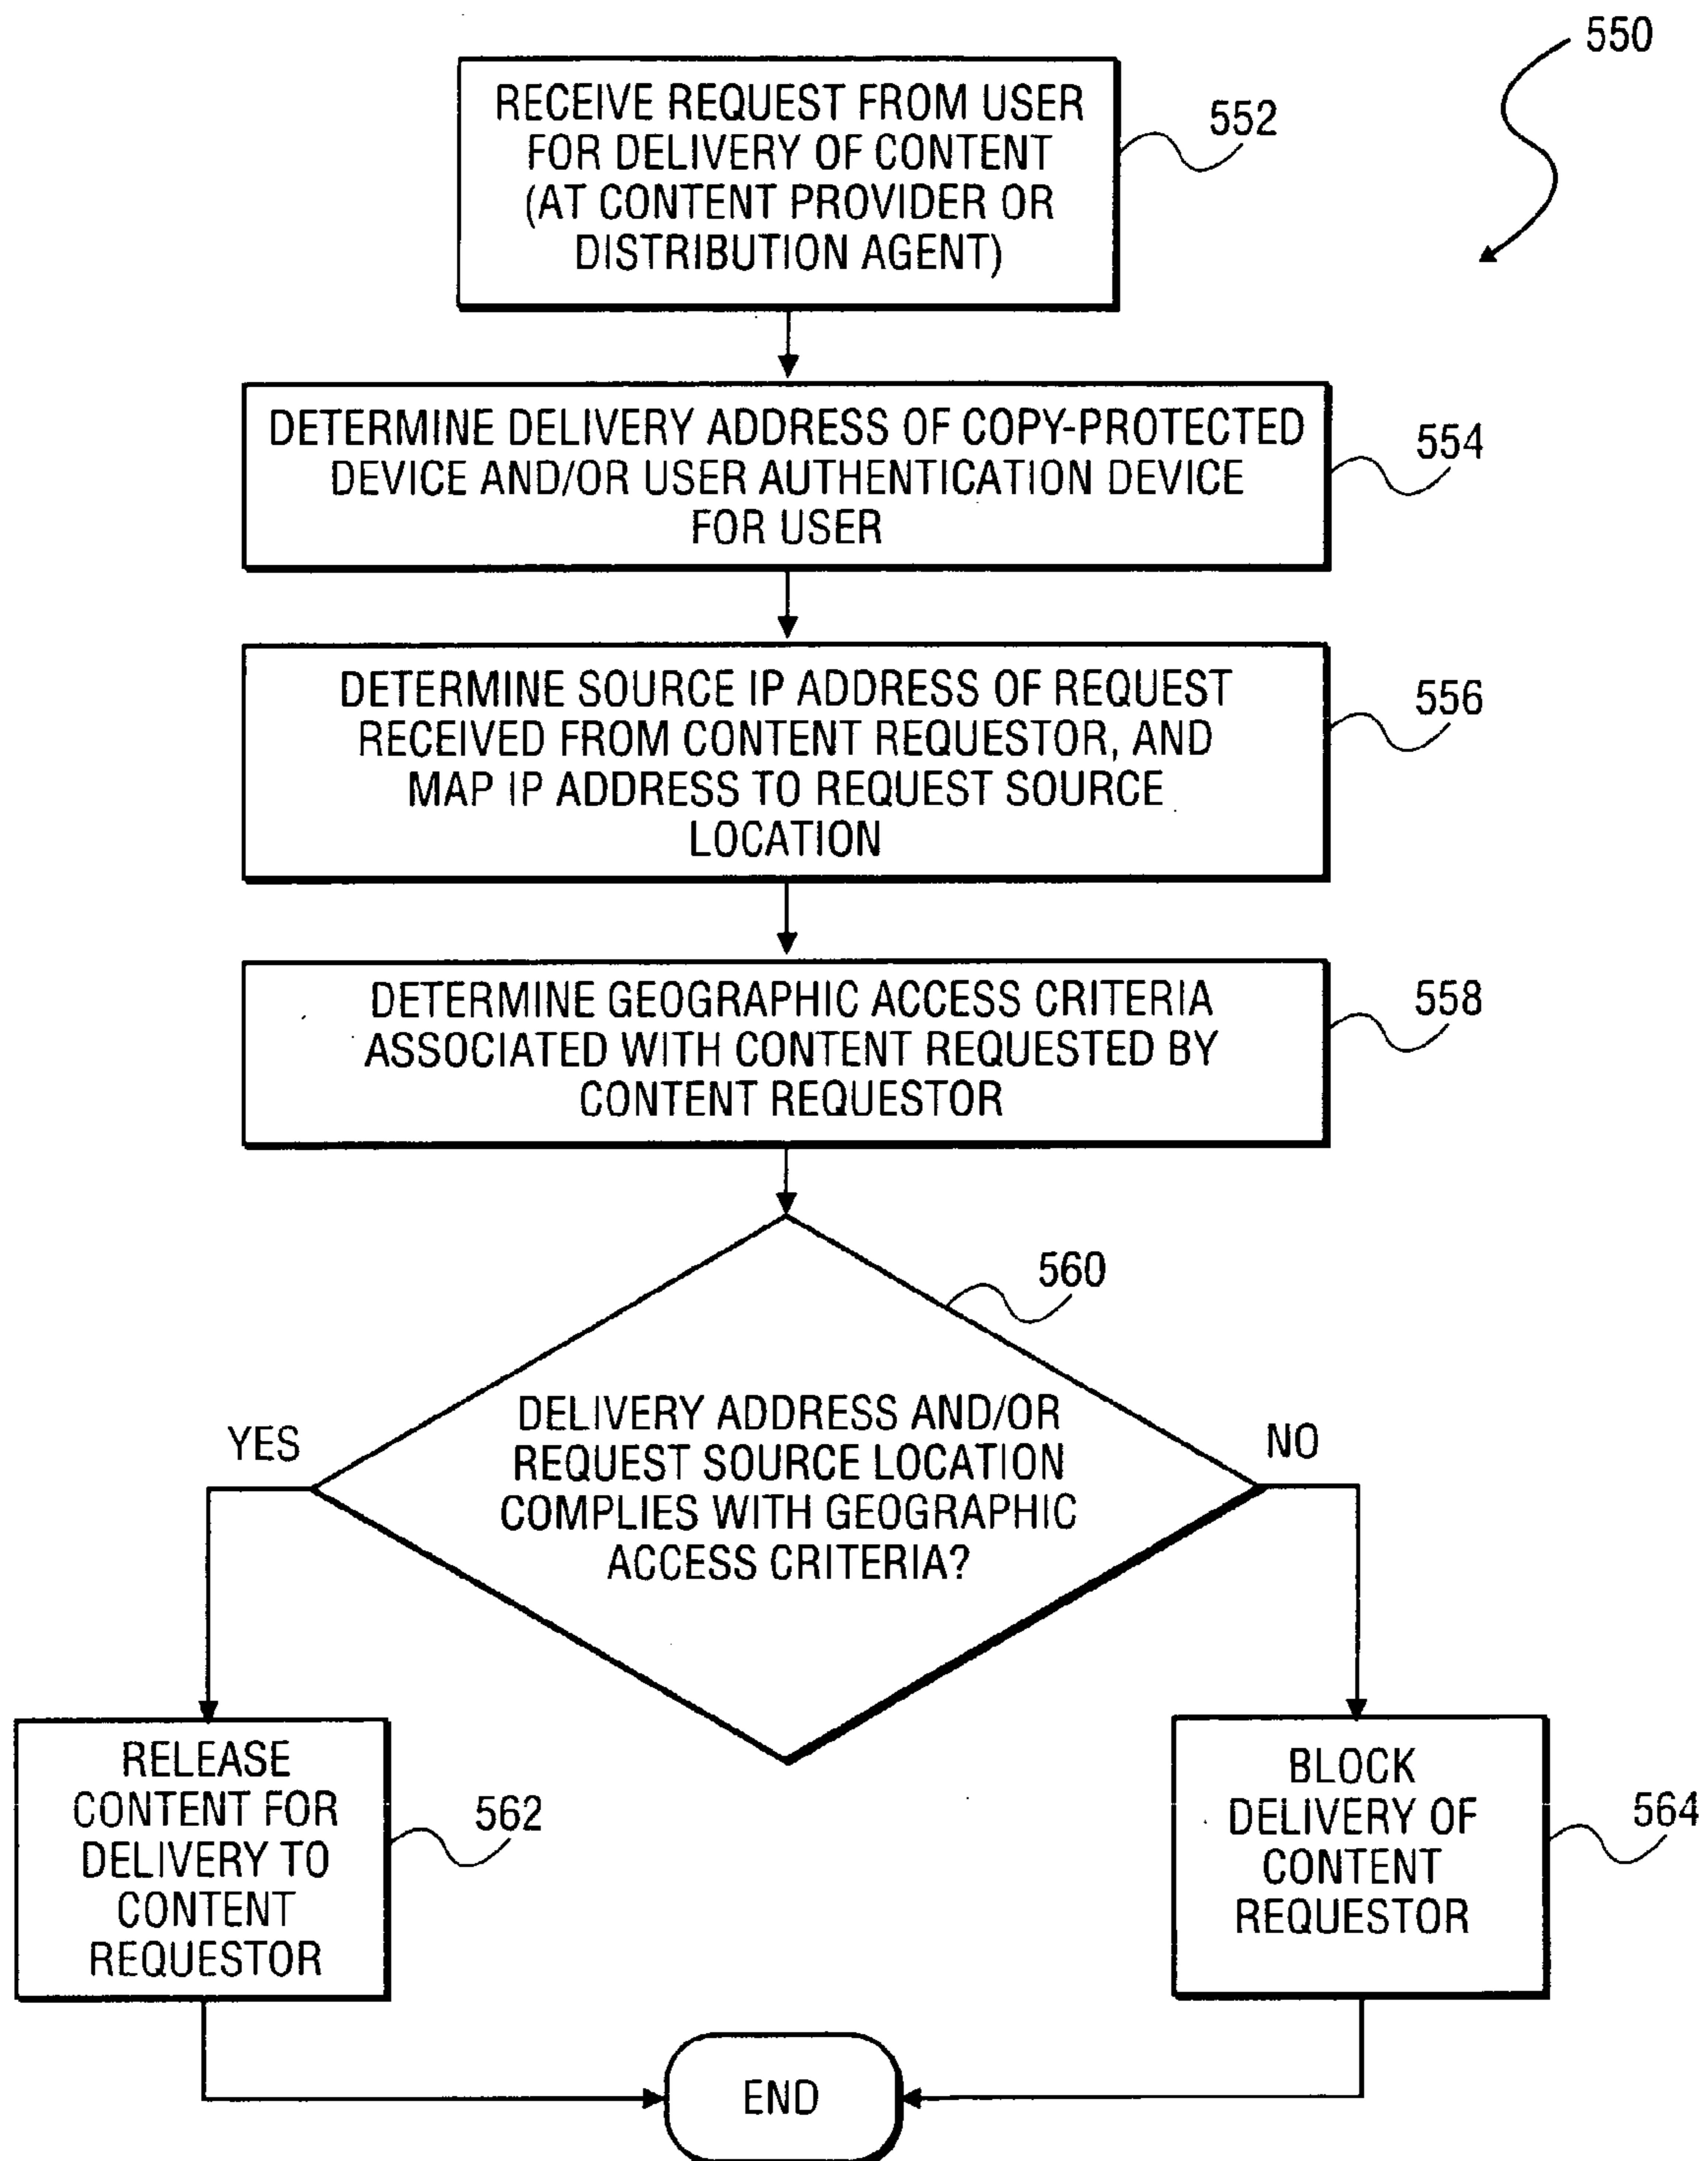 550
RECEIVE REQUEST FROM USER
FOR DELIVERY OF CONTENT
(AT CONTENT PROVIDER OR
DISTRIBUTION AGENT)
552
DETERMINE DELIVERY ADDRESS OF COPY-PROTECTED
DEVICE AND/OR USER AUTHENTICATION DEVICE
FOR USER
554
DETERMINE SOURCE IP ADDRESS OF REQUEST
RECEIVED FROM CONTENT REQUESTOR, AND
MAP IP ADDRESS TO REQUEST SOURCE
LOCATION
556
DETERMINE GEOGRAPHIC ACCESS CRITERIA
ASSOCIATED WITH CONTENT REQUESTED BY
CONTENT REQUESTOR
558
560
DELIVERY ADDRESS AND/OR
REQUEST SOURCE LOCATION
COMPLIES WITH GEOGRAPHIC
ACCESS CRITERIA?
YES
NO
RELEASE
CONTENT FOR
DELIVERY TO
CONTENT
REQUESTOR
562
BLOCK
DELIVERY OF
CONTENT
REQUESTOR
564
END